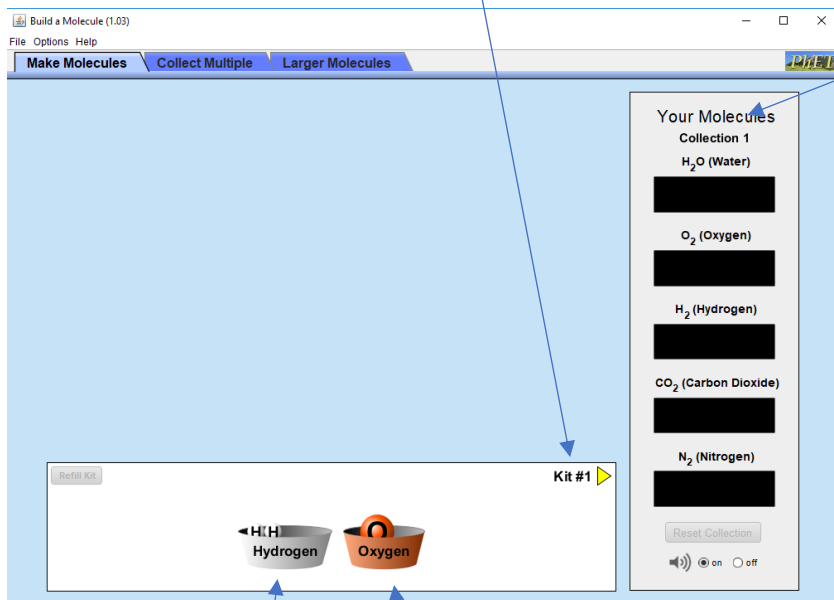 Build a Molecule (1.03)
File Options Help
Make Molecules Collect Multiple Larger Molecules
PhET
Your Molecules
Collection 1
H2O (Water)
O2 (Oxygen)
H2 (Hydrogen)
CO2 (Carbon Dioxide)
N2 (Nitrogen)
Reset Collection
on off
Refill Kit
Kit #1
H H
Hydrogen
O
Oxygen